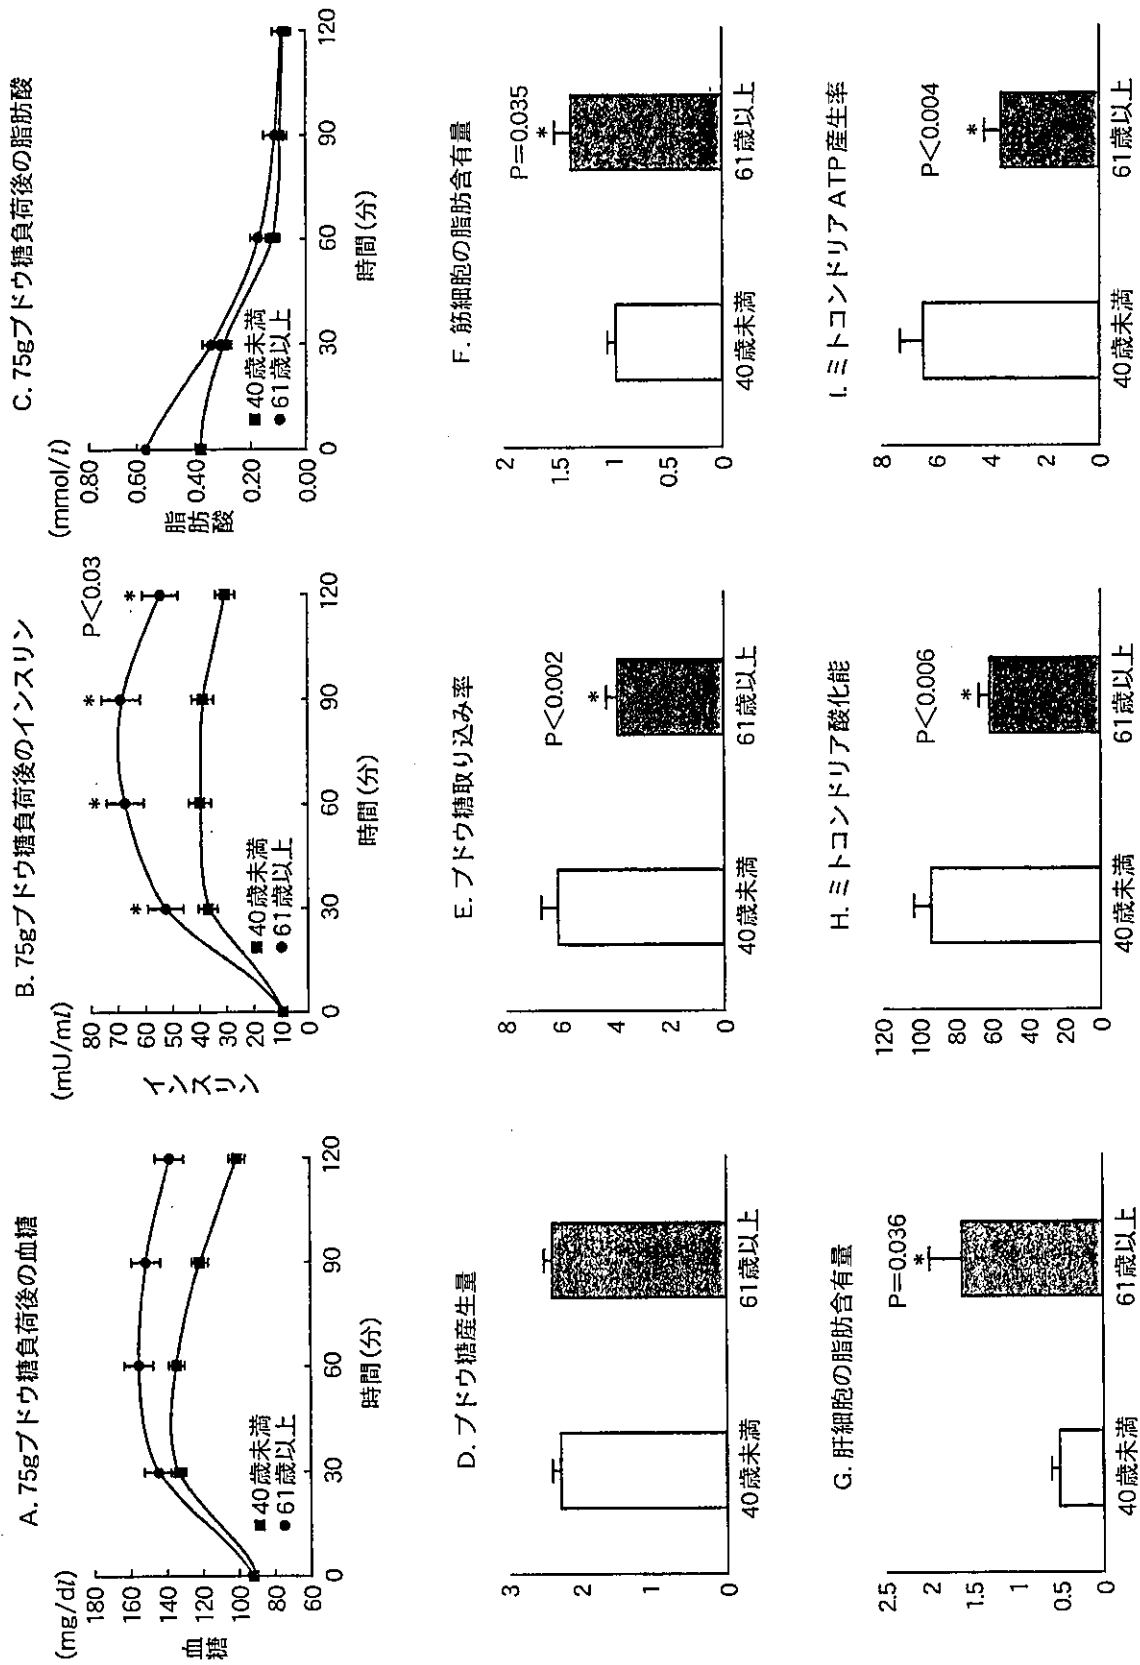 A. 75gブドウ糖負荷後の血糖
(mg/dl)
180
160
140
120
100
80
60
血糖
■40歳未満
●61歳以上
0
30
60
90
120
時間(分)
B. 75gブドウ糖負荷後のインスリン
(mU/ml)
80
70
60
50
40
30
20
10
0
インスリン
P<0.03
*
*
*
*
■40歳未満
●61歳以上
0
30
60
90
120
時間(分)
C. 75gブドウ糖負荷後の脂肪酸
(mmol/l)
0.80
0.60
0.40
0.20
0.00
脂肪酸
■40歳未満
●61歳以上
0
30
60
90
120
時間(分)
D. ブドウ糖産生量
3
2
1
0
40歳未満
61歳以上
E. ブドウ糖取り込み率
8
6
4
2
0
P<0.002
*
40歳未満
61歳以上
F. 筋細胞の脂肪含有量
2
1.5
1
0.5
0
P=0.035
*
40歳未満
61歳以上
G. 肝細胞の脂肪含有量
2.5
2
1.5
1
0.5
0
P=0.036
*
40歳未満
61歳以上
H. ミトコンドリア酸化能
120
100
80
60
40
20
0
P<0.006
*
40歳未満
61歳以上
I. ミトコンドリアATP産生率
8
6
4
2
0
P<0.004
*
40歳未満
61歳以上